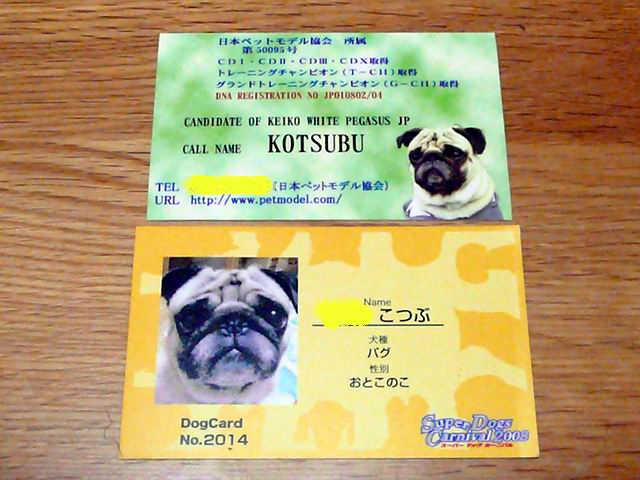 日本ペットモデル協会 所属
第50095号
CDⅠ・CDⅡ・CDⅢ・CDX取得
トレーニングチャンピオン(T-CH)取得
グランドトレーニングチャンピオン(G-CH)取得
DNA REGISTRATION NO JP010802/04
CANDIDATE OF KEIKO WHITE PEGASUS JP
CALL NAME KOTSUBU
TEL (日本ペットモデル協会)
URL http://www.petmodel.com/
Name
こつぶ
犬種
パグ
性別
おとこのこ
DogCard
No.2014
Super Dogs
Carnival 2008
スーパー ドッグ カーニバル